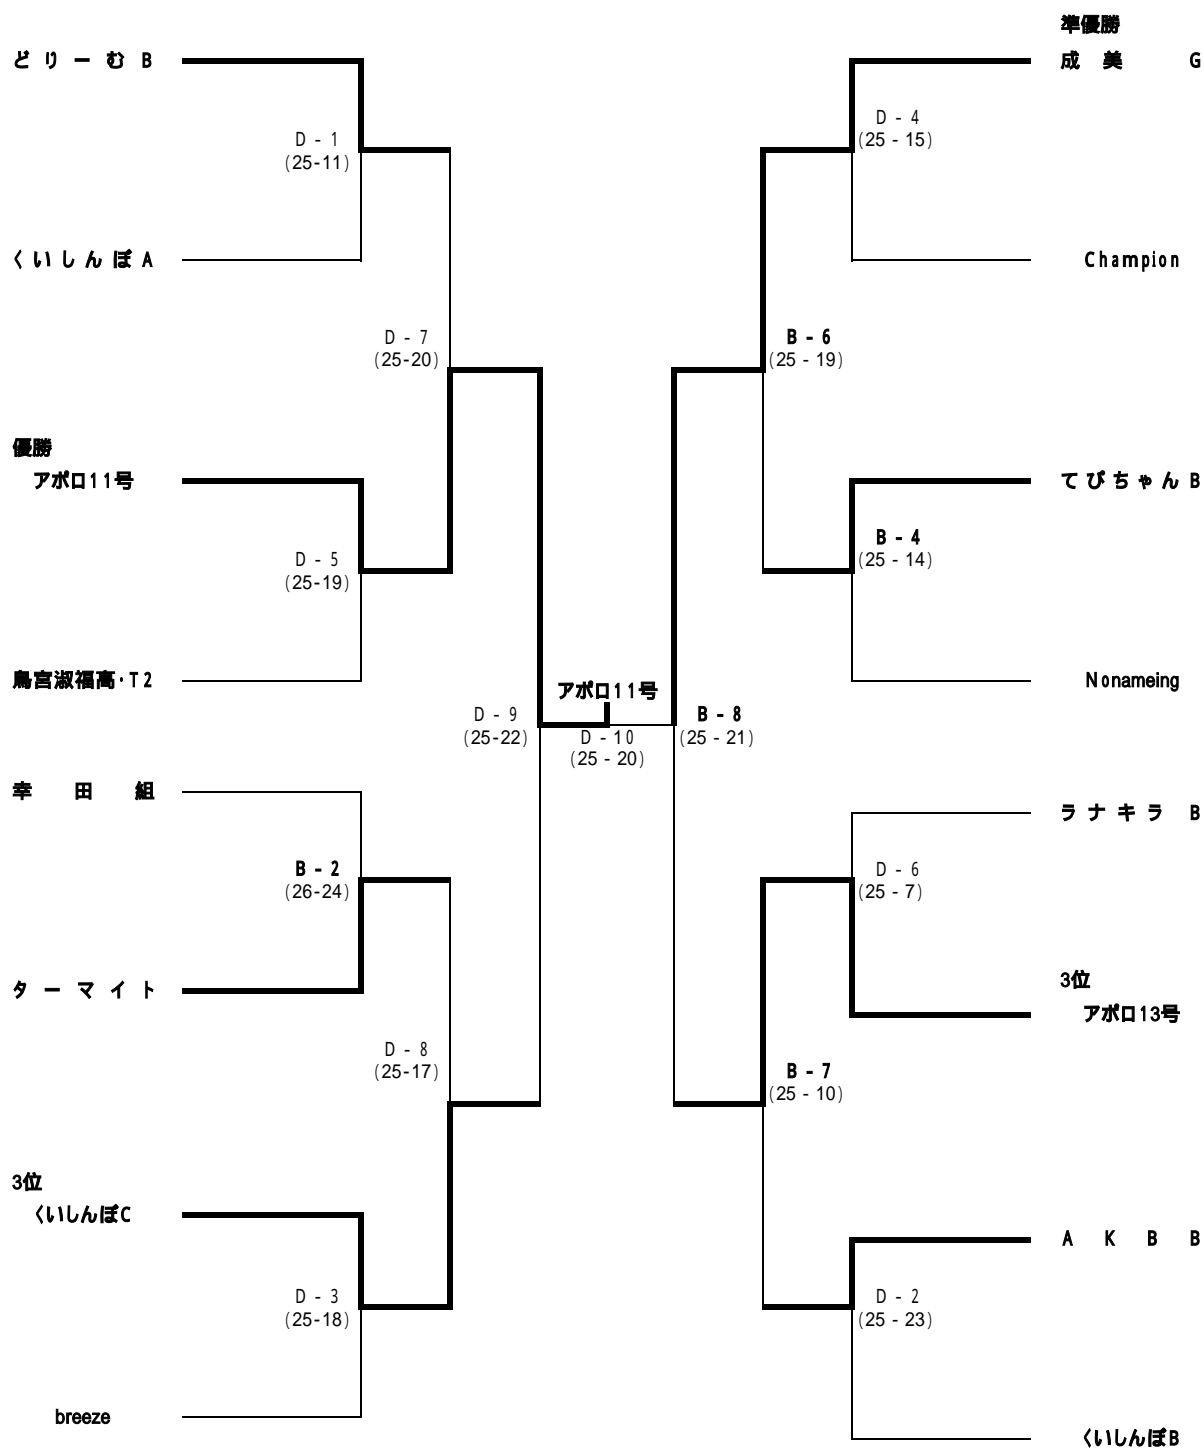 準優勝
どりーむB
成美 G
D - 4
(25 - 15)
D - 1
(25-11)
くいしんぼA
Champion
D - 7
(25-20)
B - 6
(25 - 19)
優勝
アポロ11号
てぴちゃんB
B - 4
(25 - 14)
D - 5
(25-19)
鳥宮淑福高・T2
Nonameing
アポロ11号
D - 9
(25-22)
B - 8
(25 - 21)
D - 10
(25 - 20)
幸田組
ラナキラ B
B - 2
(26-24)
D - 6
(25 - 7)
ターマイト
3位
アポロ13号
D - 8
(25-17)
B - 7
(25 - 10)
3位
くいしんぼC
AKBB
D - 3
(25-18)
D - 2
(25 - 23)
breeze
くいしんぼB